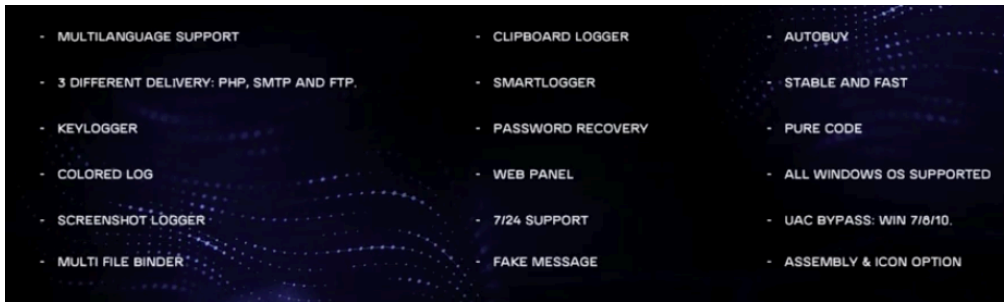 - MULTILANGUAGE SUPPORT
- 3 DIFFERENT DELIVERY: PHP, SMTP AND FTP.
- KEYLOGGER
- COLORED LOG
- SCREENSHOT LOGGER
- MULTI FILE BINDER
- CLIPBOARD LOGGER
- SMARTLOGGER
- PASSWORD RECOVERY
- WEB PANEL
- 7/24 SUPPORT
- FAKE MESSAGE
- AUTOBUY
- STABLE AND FAST
- PURE CODE
- ALL WINDOWS OS SUPPORTED
- UAC BYPASS: WIN 7/8/10.
- ASSEMBLY & ICON OPTION